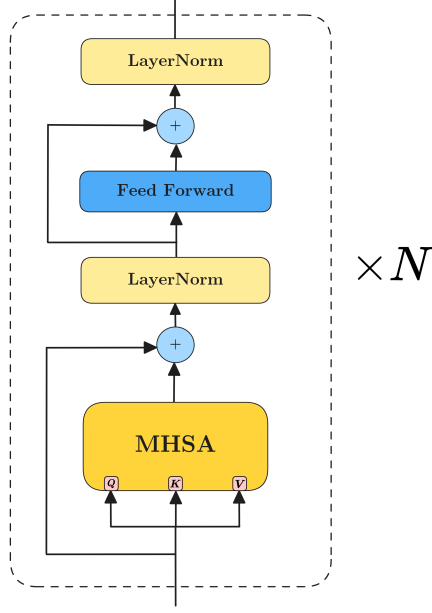 LayerNorm
+
Feed Forward
LayerNorm
× N
+
MHSA
Q K V